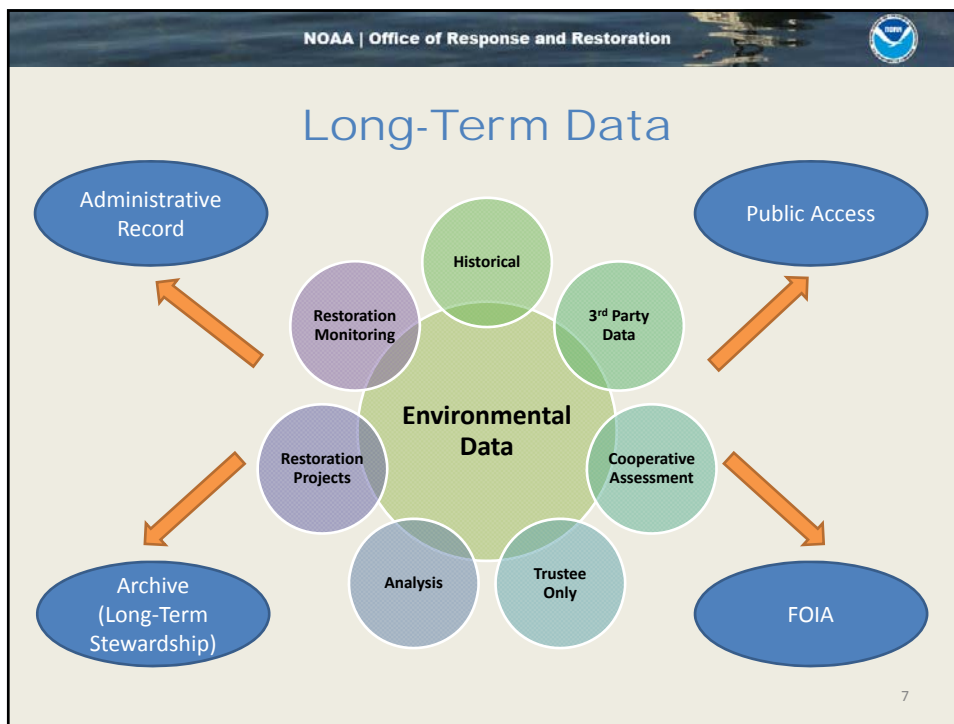 NOAA | Office of Response and Restoration
NOAA
Long-Term Data
Administrative
Record
Public Access
Historical
Restoration
Monitoring
3rd Party
Data
Environmental
Data
Restoration
Projects
Cooperative
Assessment
Analysis
Trustee
Only
Archive
(Long-Term
Stewardship)
FOIA
7